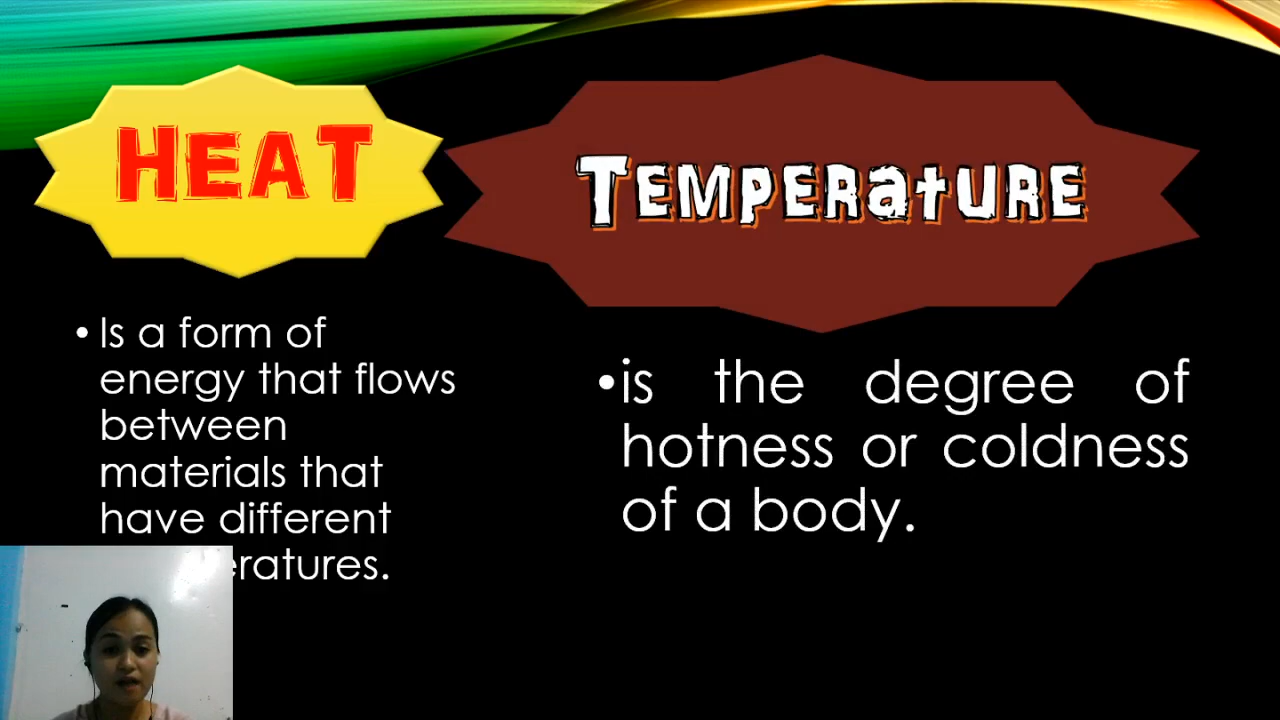 HEAT
TEMPERaTURE
• Is a form of
energy that flows
between
materials that
have different
eratures.
•is the degree of
hotness or coldness
of a body.